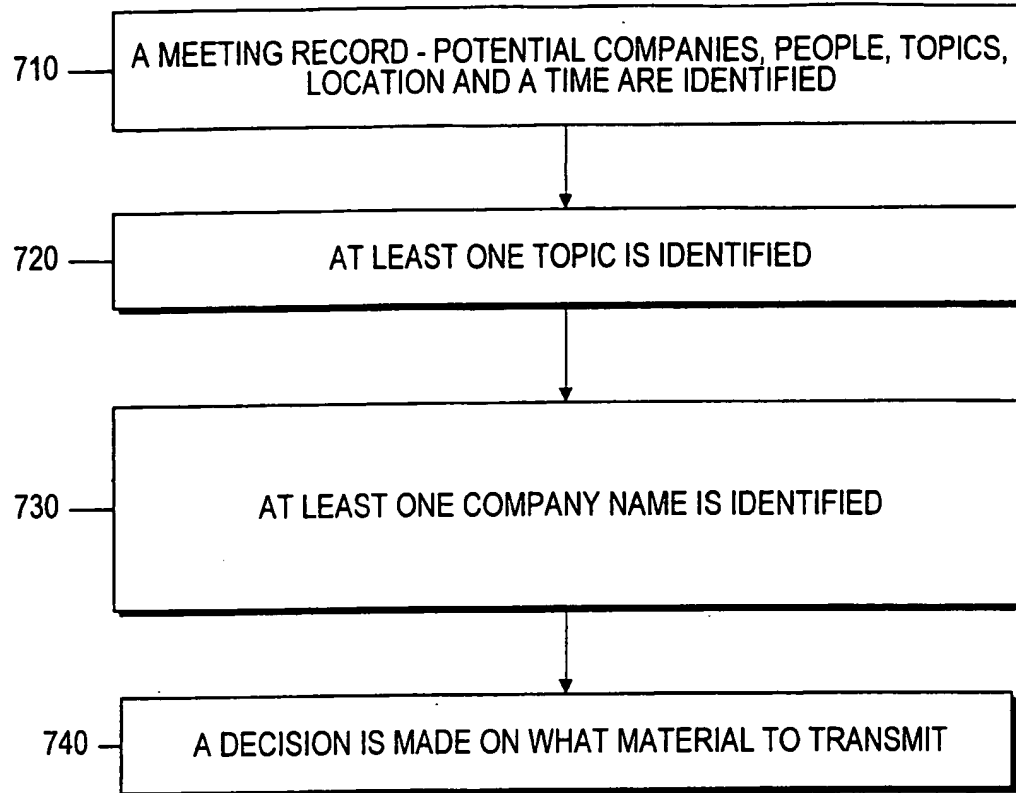 710
A MEETING RECORD - POTENTIAL COMPANIES, PEOPLE, TOPICS,
LOCATION AND A TIME ARE IDENTIFIED
720
AT LEAST ONE TOPIC IS IDENTIFIED
730
AT LEAST ONE COMPANY NAME IS IDENTIFIED
740
A DECISION IS MADE ON WHAT MATERIAL TO TRANSMIT